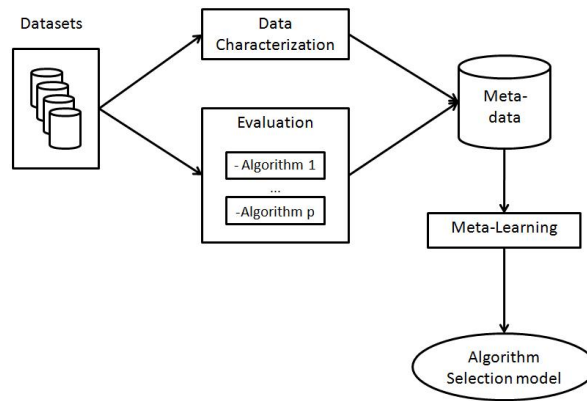 Datasets
Data
Characterization
Evaluation
- Algorithm 1
...
-Algorithm p
Meta-
data
Meta-Learning
Algorithm
Selection model